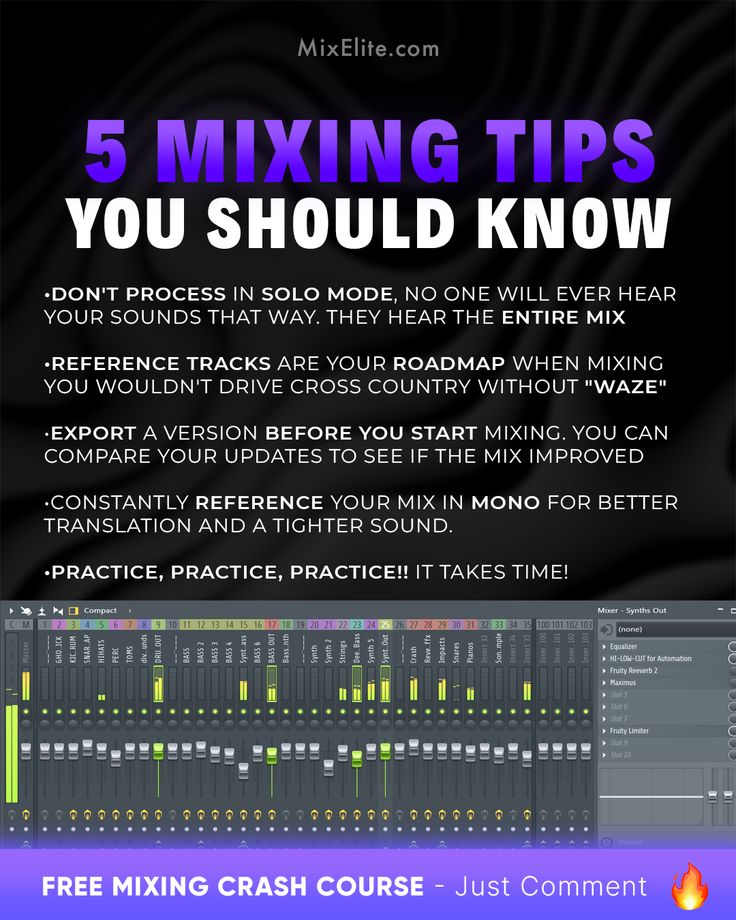 MixElite.com
5 MIXING TIPS
YOU SHOULD KNOW
•DON'T PROCESS IN SOLO MODE, NO ONE WILL EVER HEAR
YOUR SOUNDS THAT WAY. THEY HEAR THE ENTIRE MIX
•REFERENCE TRACKS ARE YOUR ROADMAP WHEN MIXING
YOU WOULDN'T DRIVE CROSS COUNTRY WITHOUT "WAZE"
•EXPORT A VERSION BEFORE YOU START MIXING. YOU CAN
COMPARE YOUR UPDATES TO SEE IF THE MIX IMPROVED
•CONSTANTLY REFERENCE YOUR MIX IN MONO FOR BETTER
TRANSLATION AND A TIGHTER SOUND.
•PRACTICE, PRACTICE, PRACTICE!! IT TAKES TIME!
Compact
C M 1 2 3 4 5 6 7 8 9 10 11 12 13 14 15 16 17 18 19 20 21 22 23 24 25 26 27 28 29 30 31 32 33 34 35 100 101 102 103
Master
GHO.ICK
KIC.RUM
SNAR.AP
HIHATS
PERC
TOMS
div..unds
DRU.OUT
BASS
BASS 2
BASS 3
BASS 4
Synt..ass
BASS 6
BASS OUT
Bass.nth
Synth
Synth 2
Strings
Dee.Bass
Synth 5
Synt.Out
Crash
Reve..ffx
Impacts
Snares
Pianos
Insert 32
Son.mple
Insert 34
Insert 35
Inser.100
Inser.101
Inser.102
Inser.103
Mixer - Synths Out
(none)
Equalizer
HI-LOW-CUT for Automation
Fruity Reeverb 2
Maximus
Slot 5
Slot 6
Slot 7
Fruity Limiter
Slot 9
Slot 10
(none)
FREE MIXING CRASH COURSE - Just Comment